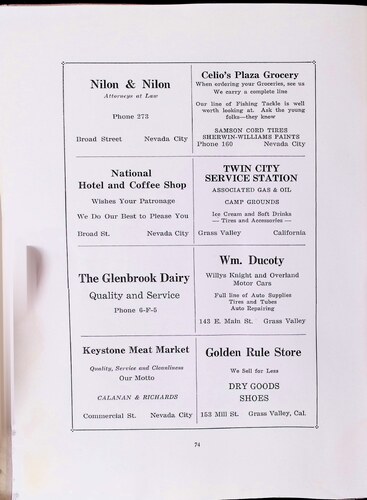 Nilon & Nilon
Attorneys at Law
Phone 273
Broad Street Nevada City
Celio's Plaza Grocery
When ordering your Groceries, see us
We carry a complete line
Our line of Fishing Tackle is well
worth looking at. Ask the young
folks—they know
SAMSON CORD TIRES
SHERWIN-WILLIAMS PAINTS
Phone 160 Nevada City
National
Hotel and Coffee Shop
Wishes Your Patronage
We Do Our Best to Please You
Broad St. Nevada City
TWIN CITY
SERVICE STATION
ASSOCIATED GAS & OIL
CAMP GROUNDS
Ice Cream and Soft Drinks
— Tires and Accessories —
Grass Valley California
The Glenbrook Dairy
Quality and Service
Phone 6-F-5
Wm. Ducoty
Willys Knight and Overland
Motor Cars
Full line of Auto Supplies
Tires and Tubes
Auto Repairing
143 E. Main St. Grass Valley
Keystone Meat Market
Quality, Service and Cleanliness
Our Motto
CALANAN & RICHARDS
Commercial St. Nevada City
Golden Rule Store
We Sell for Less
DRY GOODS
SHOES
153 Mill St. Grass Valley, Cal.
74